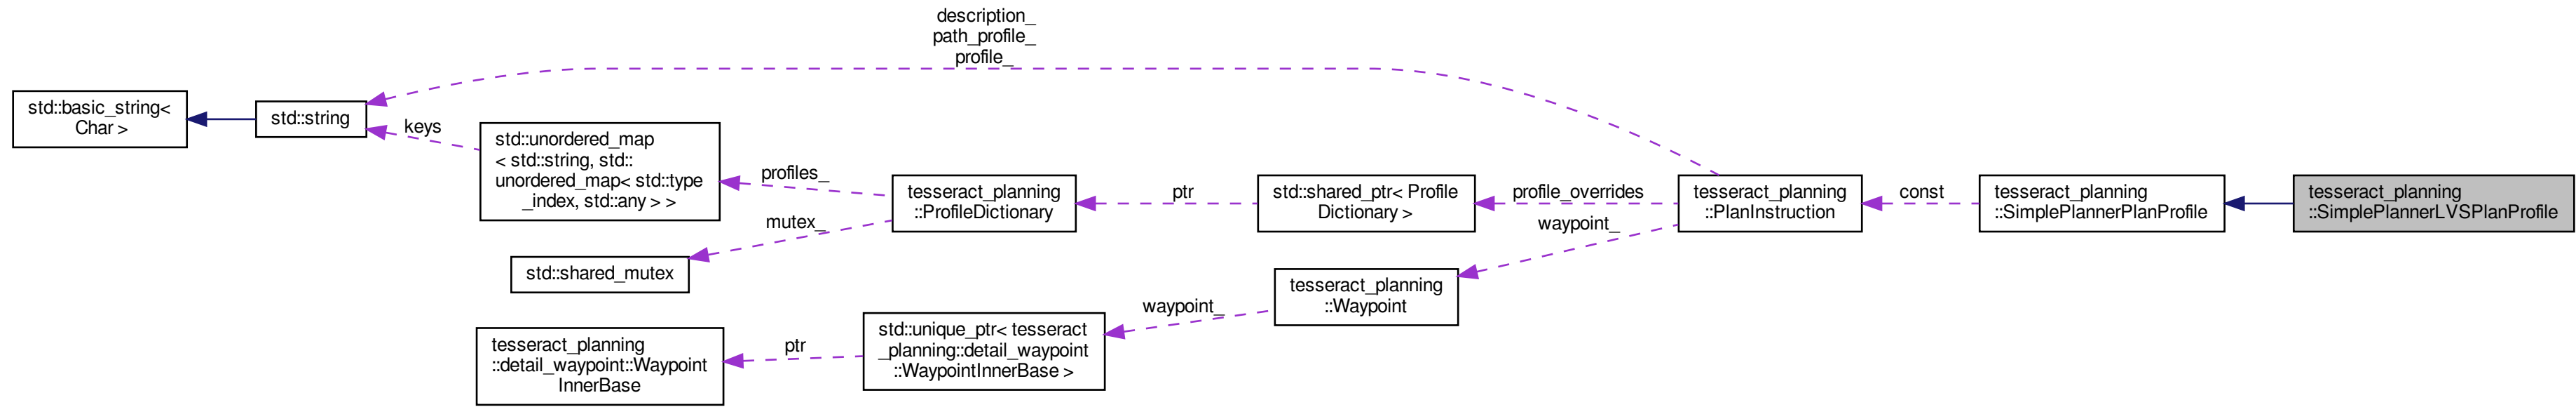 description_
path_profile_
profile_
std::basic_string<
Char >
std::string
keys
std::unordered_map
< std::string, std::
unordered_map< std::type
_index, std::any > >
profiles_
mutex_
std::shared_mutex
tesseract_planning
::ProfileDictionary
ptr
std::shared_ptr< Profile
Dictionary >
profile_overrides
waypoint_
tesseract_planning
::PlanInstruction
const
tesseract_planning
::SimplePlannerPlanProfile
tesseract_planning
::SimplePlannerLVSPlanProfile
tesseract_planning
::Waypoint
waypoint_
std::unique_ptr< tesseract
_planning::detail_waypoint
::WaypointInnerBase >
ptr
tesseract_planning
::detail_waypoint::Waypoint
InnerBase